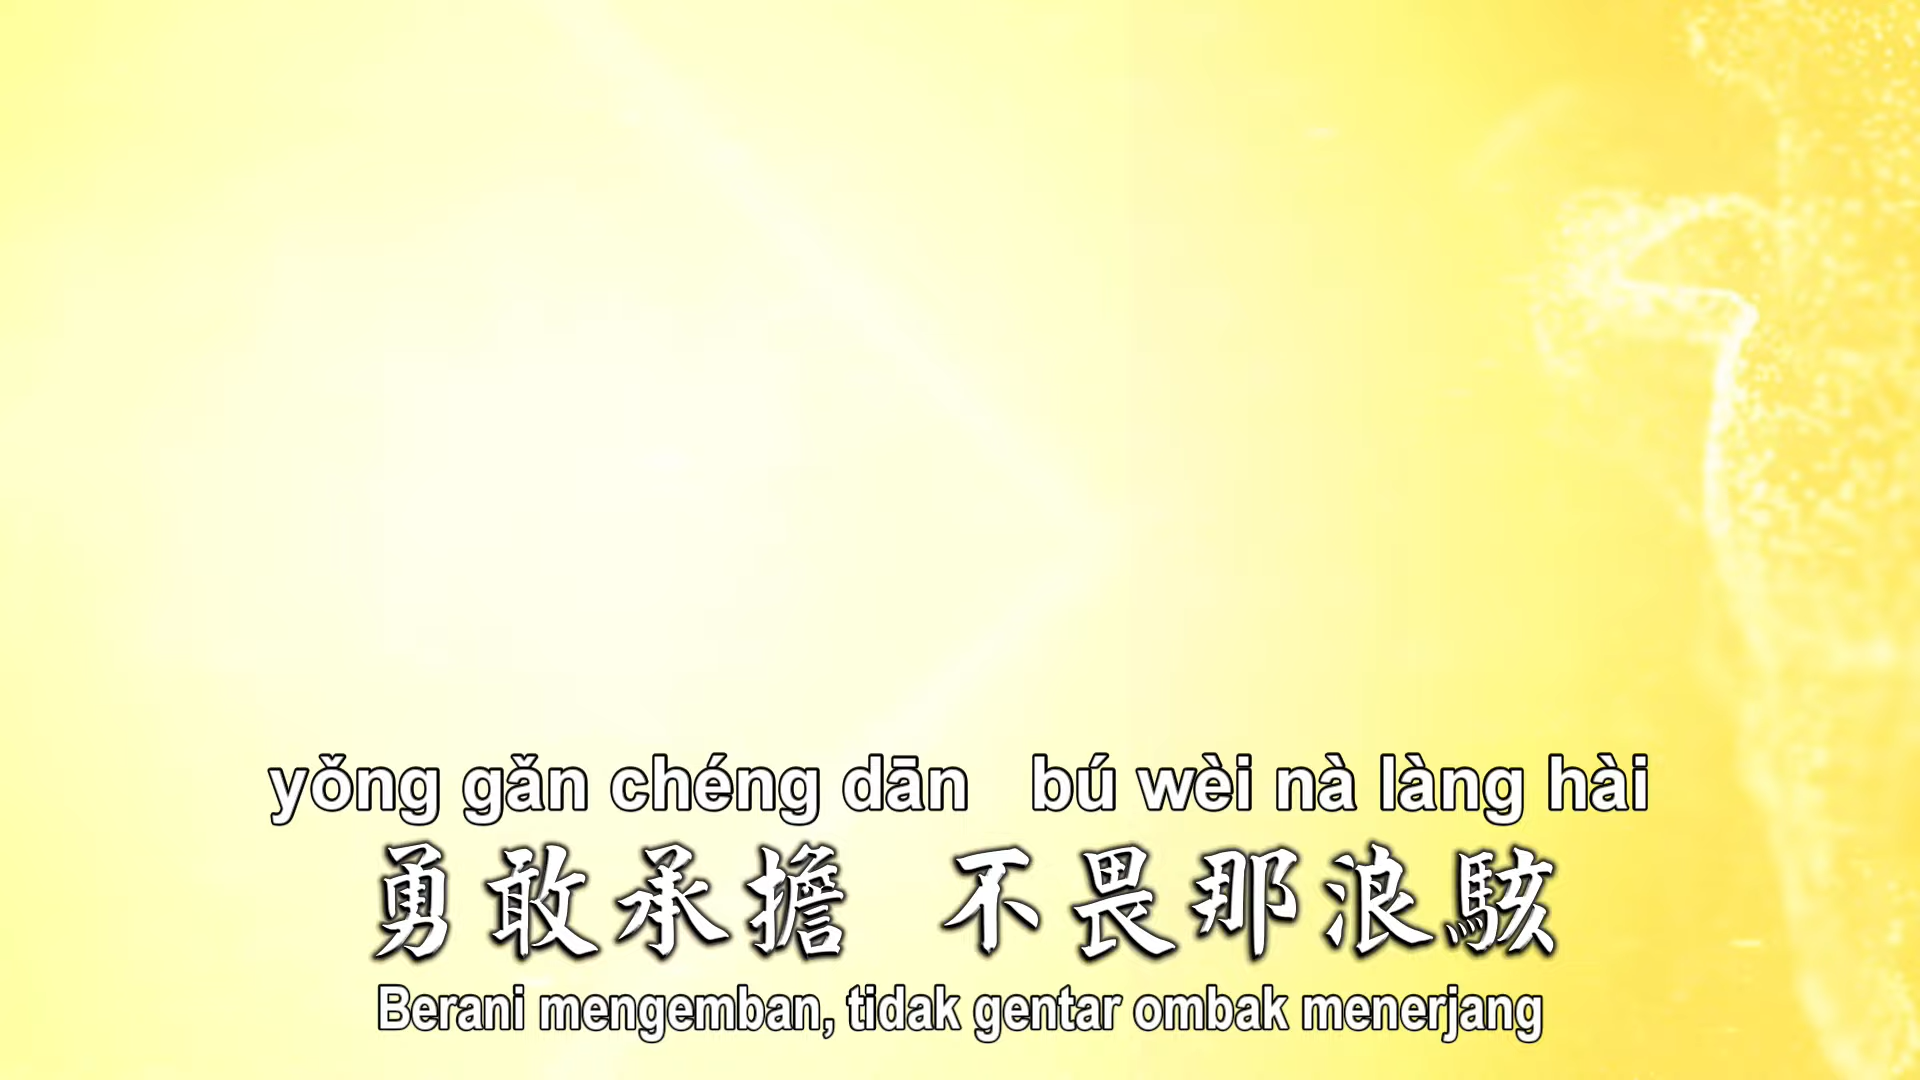 yǒng gǎn chéng dān   bú wèi nà làng hài
勇敢承擔　不畏那浪駭
Berani mengemban, tidak gentar ombak menerjang